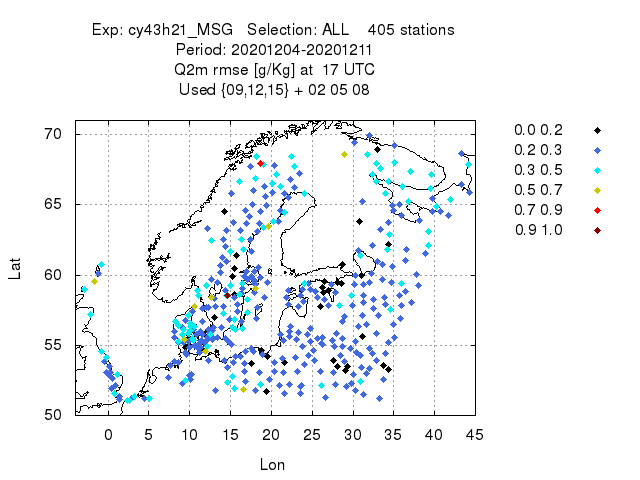 Exp: cy43h21_MSG Selection: ALL 405 stations
Period: 20201204-20201211
Q2m rmse [g/Kg] at 17 UTC
Used {09,12,15} + 02 05 08
0.0 0.2
0.2 0.3
0.3 0.5
0.5 0.7
0.7 0.9
0.9 1.0
70
65
60
55
50
Lat
0 5 10 15 20 25 30 35 40 45
Lon